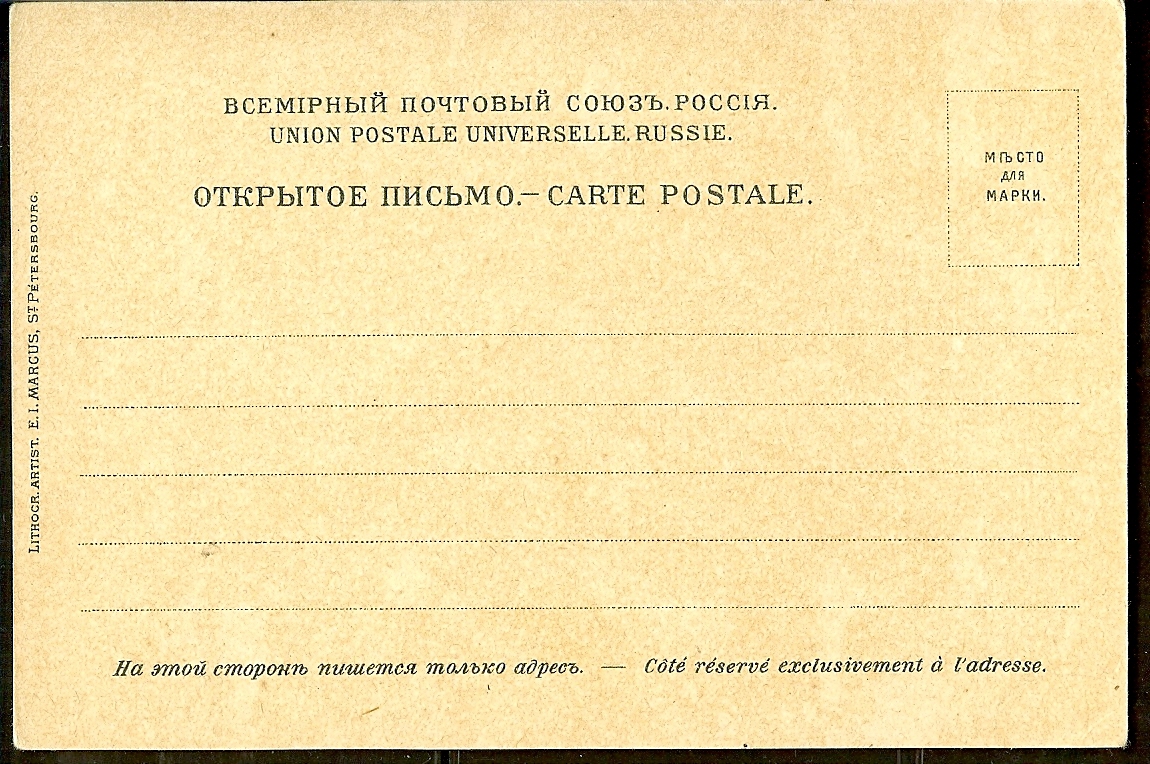 ВСЕМІРНЫЙ ПОЧТОВЫЙ СОЮЗЪ. РОССІЯ.
UNION POSTALE UNIVERSELLE. RUSSIE.
ОТКРЫТОЕ ПИСЬМО.— CARTE POSTALE.
МѢСТО
ДЛЯ
МАРКИ.
LITHOGR. ARTIST. E. I. MARCUS, ST. PÉTERSBOURG.
На этой сторонѣ пишется только адресъ. — Côté réservé exclusivement à l'adresse.